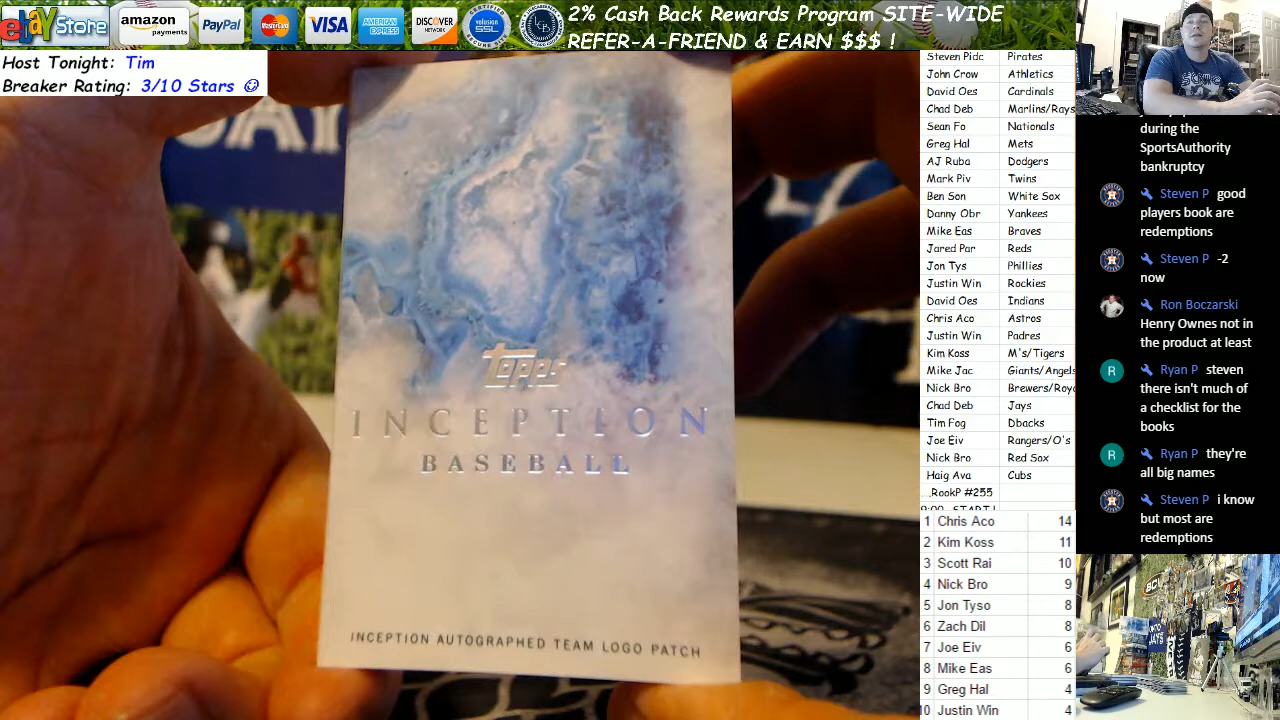 ebay Store
amazon payments
PayPal
MasterCard
VISA
AMERICAN EXPRESS
DISCOVER
volusion SSL
2% Cash Back Rewards Program SITE-WIDE
REFER-A-FRIEND & EARN $$$ !
Host Tonight: Tim
Breaker Rating: 3/10 Stars
Topps
INCEPTION
BASEBALL
INCEPTION AUTOGRAPHED TEAM LOGO PATCH
Steven Pidc Pirates
John Crow Athletics
David Oes Cardinals
Chad Deb Marlins/Rays
Sean Fo Nationals
Greg Hal Mets
AJ Ruba Dodgers
Mark Piv Twins
Ben Son White Sox
Danny Obr Yankees
Mike Eas Braves
Jared Par Reds
Jon Tys Phillies
Justin Win Rockies
David Oes Indians
Chris Aco Astros
Justin Win Padres
Kim Koss M's/Tigers
Mike Jac Giants/Angels
Nick Bro Brewers/Roya
Chad Deb Jays
Tim Fog Dbacks
Joe Eiv Rangers/O's
Nick Bro Red Sox
Haig Ava Cubs
.RookP #255
1 Chris Aco 14
2 Kim Koss 11
3 Scott Rai 10
4 Nick Bro 9
5 Jon Tyso 8
6 Zach Dil 8
7 Joe Eiv 6
8 Mike Eas 6
9 Greg Hal 4
10 Justin Win 4
during the
SportsAuthority
bankruptcy
Steven P good
players book are
redemptions
Steven P -2
now
Ron Boczarski
Henry Ownes not in
the product at least
R Ryan P steven
there isn't much of
a checklist for the
books
R Ryan P they're
all big names
Steven P i know
but most are
redemptions